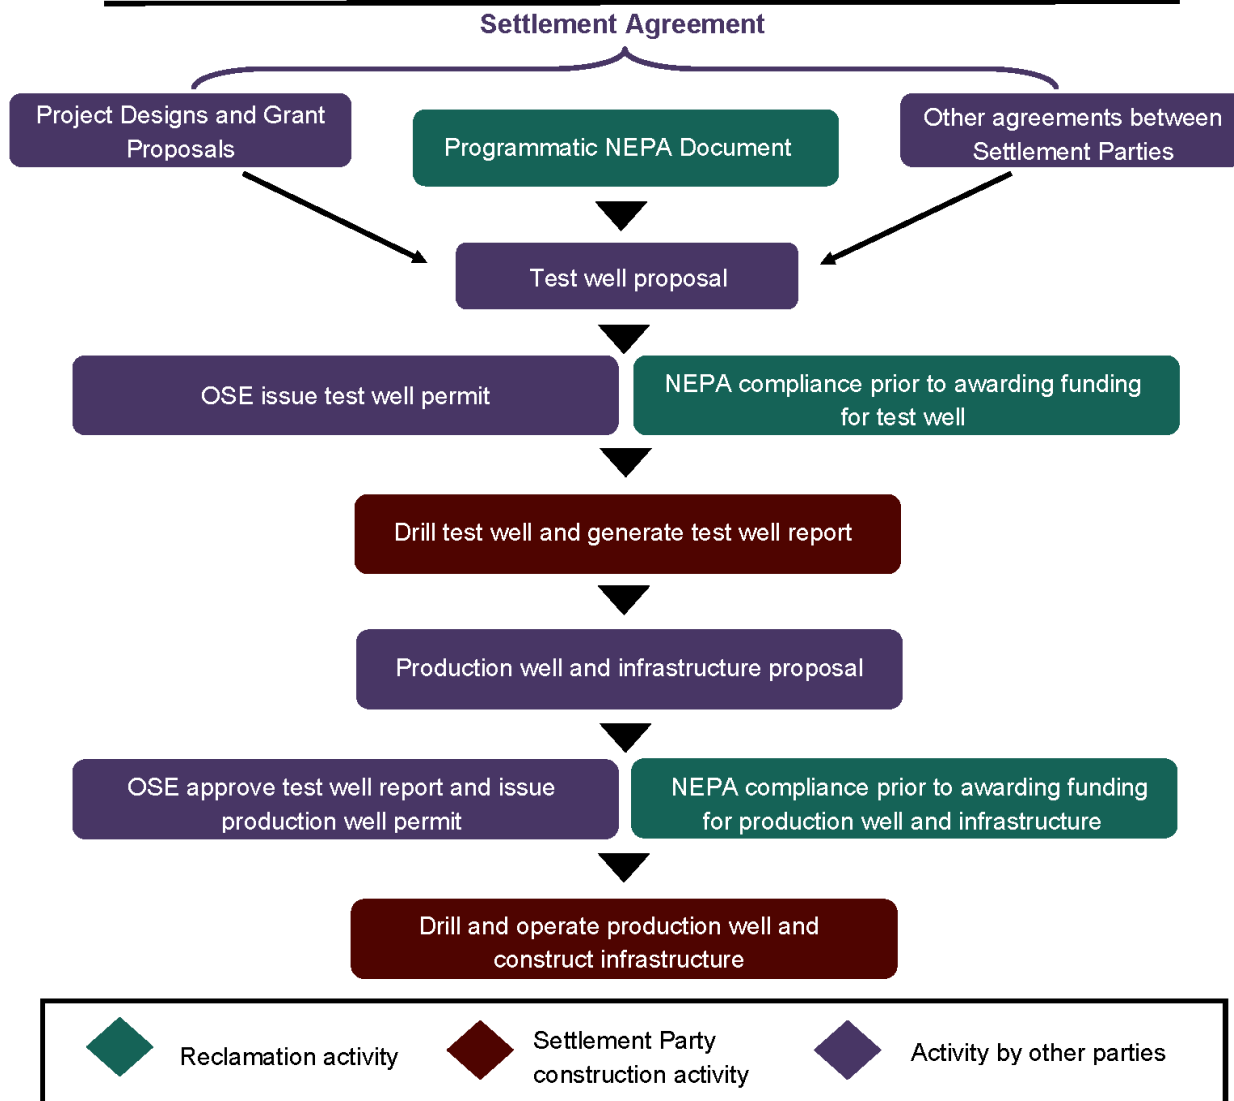 Settlement Agreement
Project Designs and Grant
Proposals
Programmatic NEPA Document
Other agreements between
Settlement Parties
Test well proposal
OSE issue test well permit
NEPA compliance prior to awarding funding
for test well
Drill test well and generate test well report
Production well and infrastructure proposal
OSE approve test well report and issue
production well permit
NEPA compliance prior to awarding funding
for production well and infrastructure
Drill and operate production well and
construct infrastructure
Reclamation activity
Settlement Party
construction activity
Activity by other parties